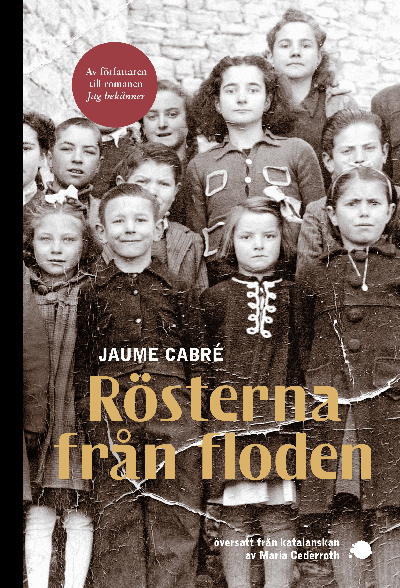 Av författaren
till romanen
Jag bekänner
JAUME CABRÉ
Rösterna
från floden
översatt från katalanskan
av Maria Cederroth